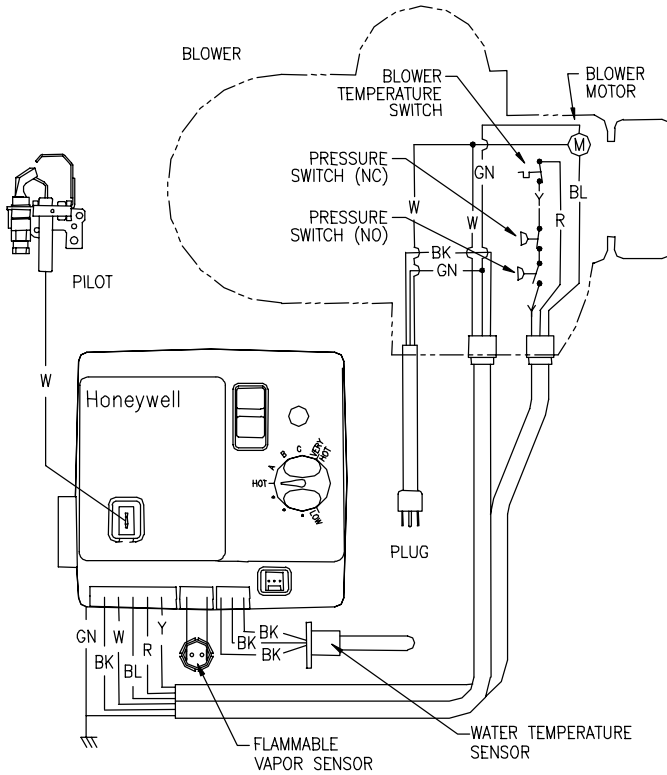 BLOWER
BLOWER
TEMPERATURE
SWITCH
BLOWER
MOTOR
PRESSURE
SWITCH (NC)
PRESSURE
SWITCH (NO)
M
GN
W
W
Y
R
BL
BK
GN
Y
PILOT
W
Honeywell
VERY
HOT
C
B
A
HOT
LOW
PLUG
GN
BK
W
BL
R
Y
BK
BK
BK
FLAMMABLE
VAPOR SENSOR
WATER TEMPERATURE
SENSOR